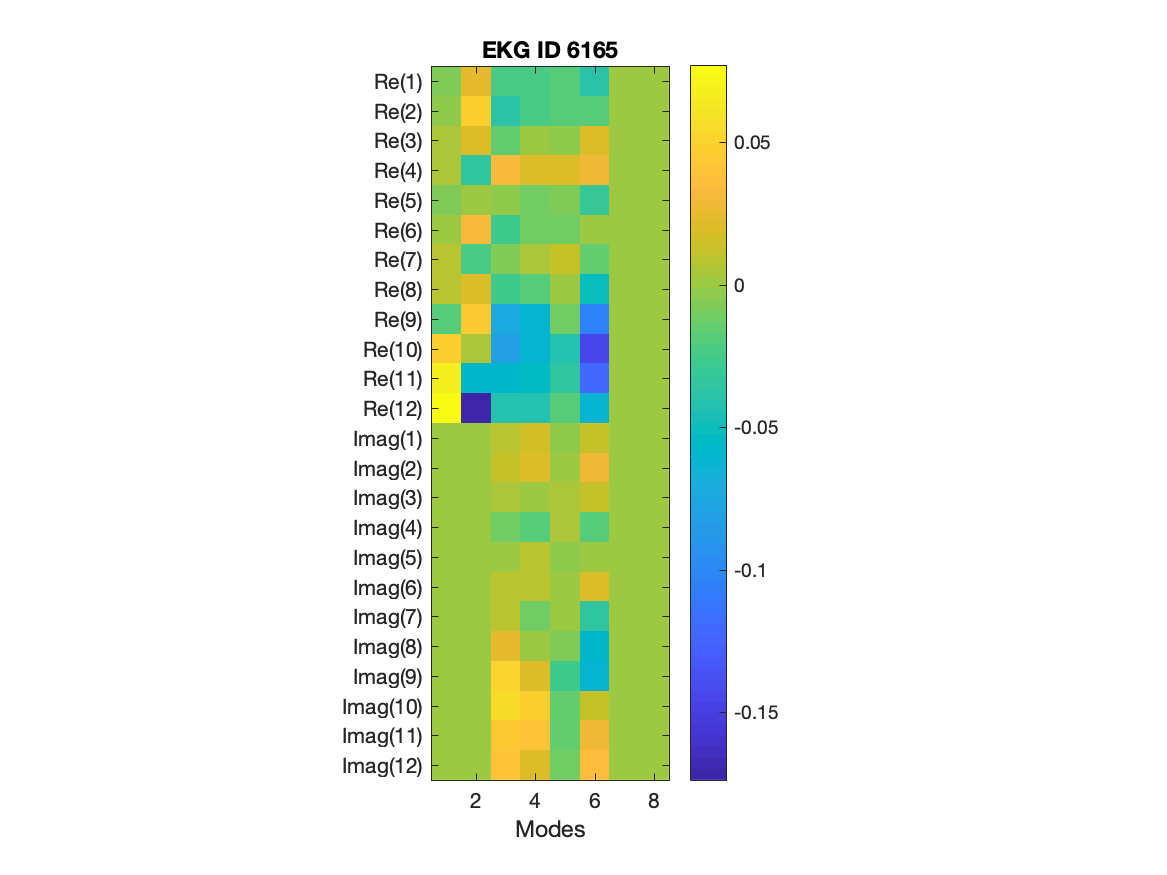 EKG ID 6165
Re(1)
Re(2)
Re(3)
Re(4)
Re(5)
Re(6)
Re(7)
Re(8)
Re(9)
Re(10)
Re(11)
Re(12)
Imag(1)
Imag(2)
Imag(3)
Imag(4)
Imag(5)
Imag(6)
Imag(7)
Imag(8)
Imag(9)
Imag(10)
Imag(11)
Imag(12)
2 4 6 8
Modes
0.05
0
-0.05
-0.1
-0.15